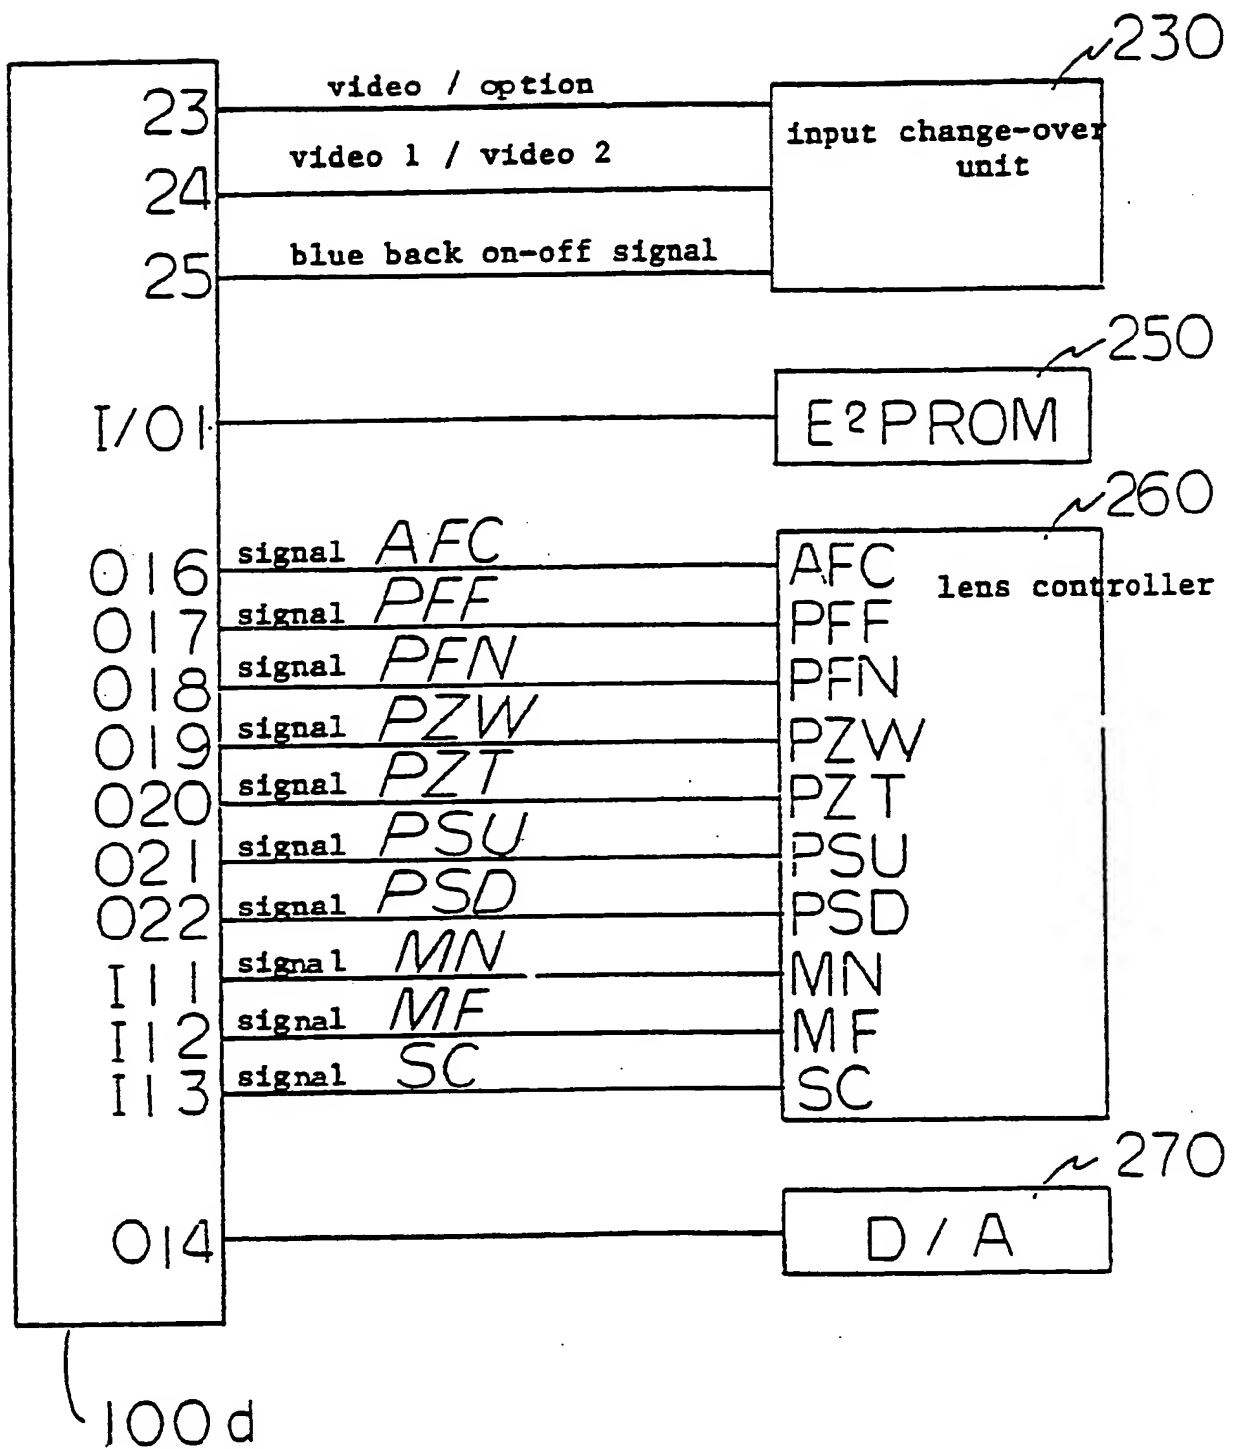 230
23 video / option
input change-over
unit
24 video 1 / video 2
25 blue back on-off signal
250
I/O1 E²PROM
260
lens controller
O16 signal AFC AFC
O17 signal PFF PFF
O18 signal PFN PFN
O19 signal PZW PZW
O20 signal PZT PZT
O21 signal PSU PSU
O22 signal PSD PSD
I11 signal MN MN
I12 signal MF MF
I13 signal SC SC
270
O14 D/A
100d